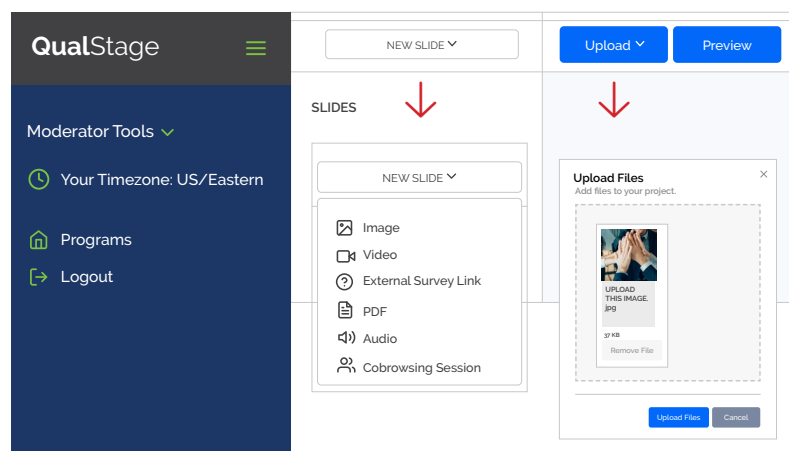 QualStage
Moderator Tools
Your Timezone: US/Eastern
Programs
Logout
NEW SLIDE
SLIDES
NEW SLIDE
Image
Video
External Survey Link
PDF
Audio
Cobrowsing Session
Upload
Preview
Upload Files
Add files to your project.
UPLOAD
THIS IMAGE.
jpg
37 KB
Remove File
Upload Files
Cancel